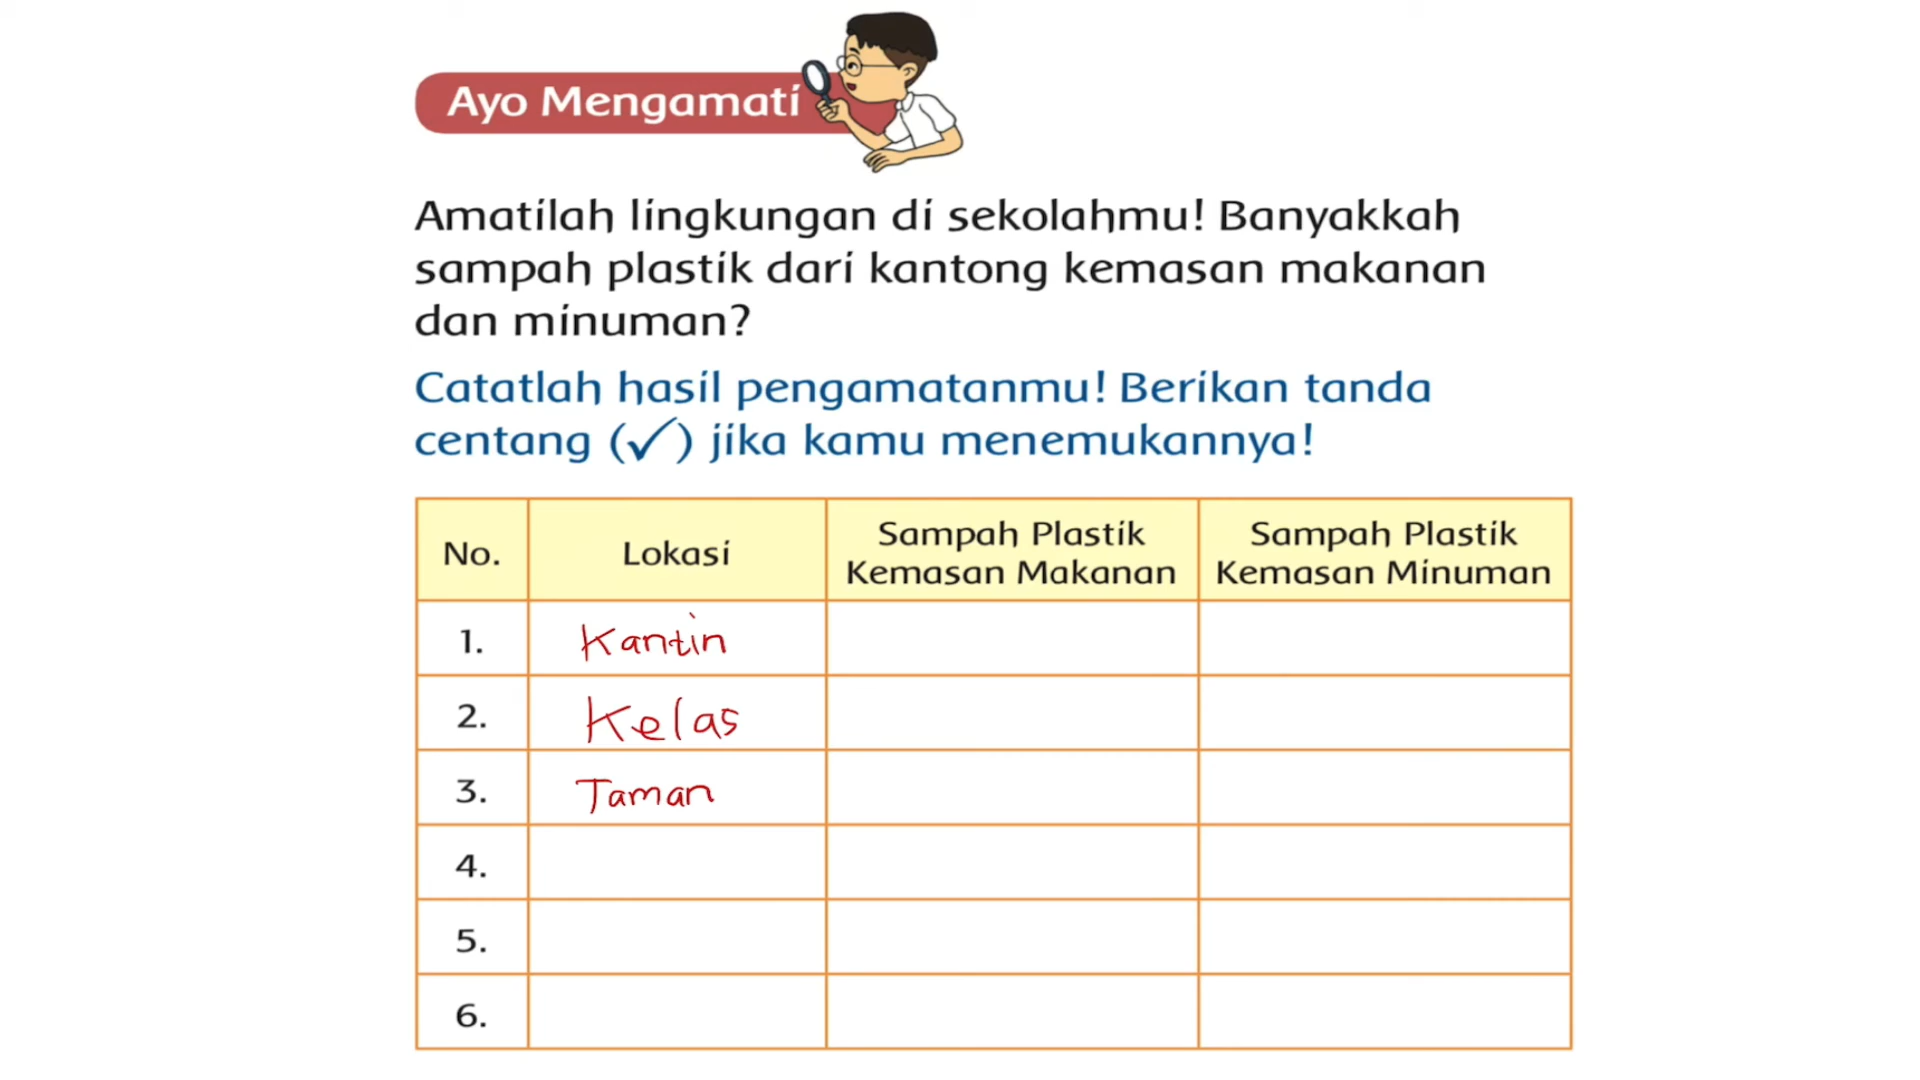 Ayo Mengamati
Amatilah lingkungan di sekolahmu! Banyakkah
sampah plastik dari kantong kemasan makanan
dan minuman?
Catatlah hasil pengamatanmu! Berikan tanda
centang (✓) jika kamu menemukannya!
No. Lokasi Sampah Plastik Kemasan Makanan Sampah Plastik Kemasan Minuman
1. Kantin
2. Kelas
3. Taman
4.
5.
6.